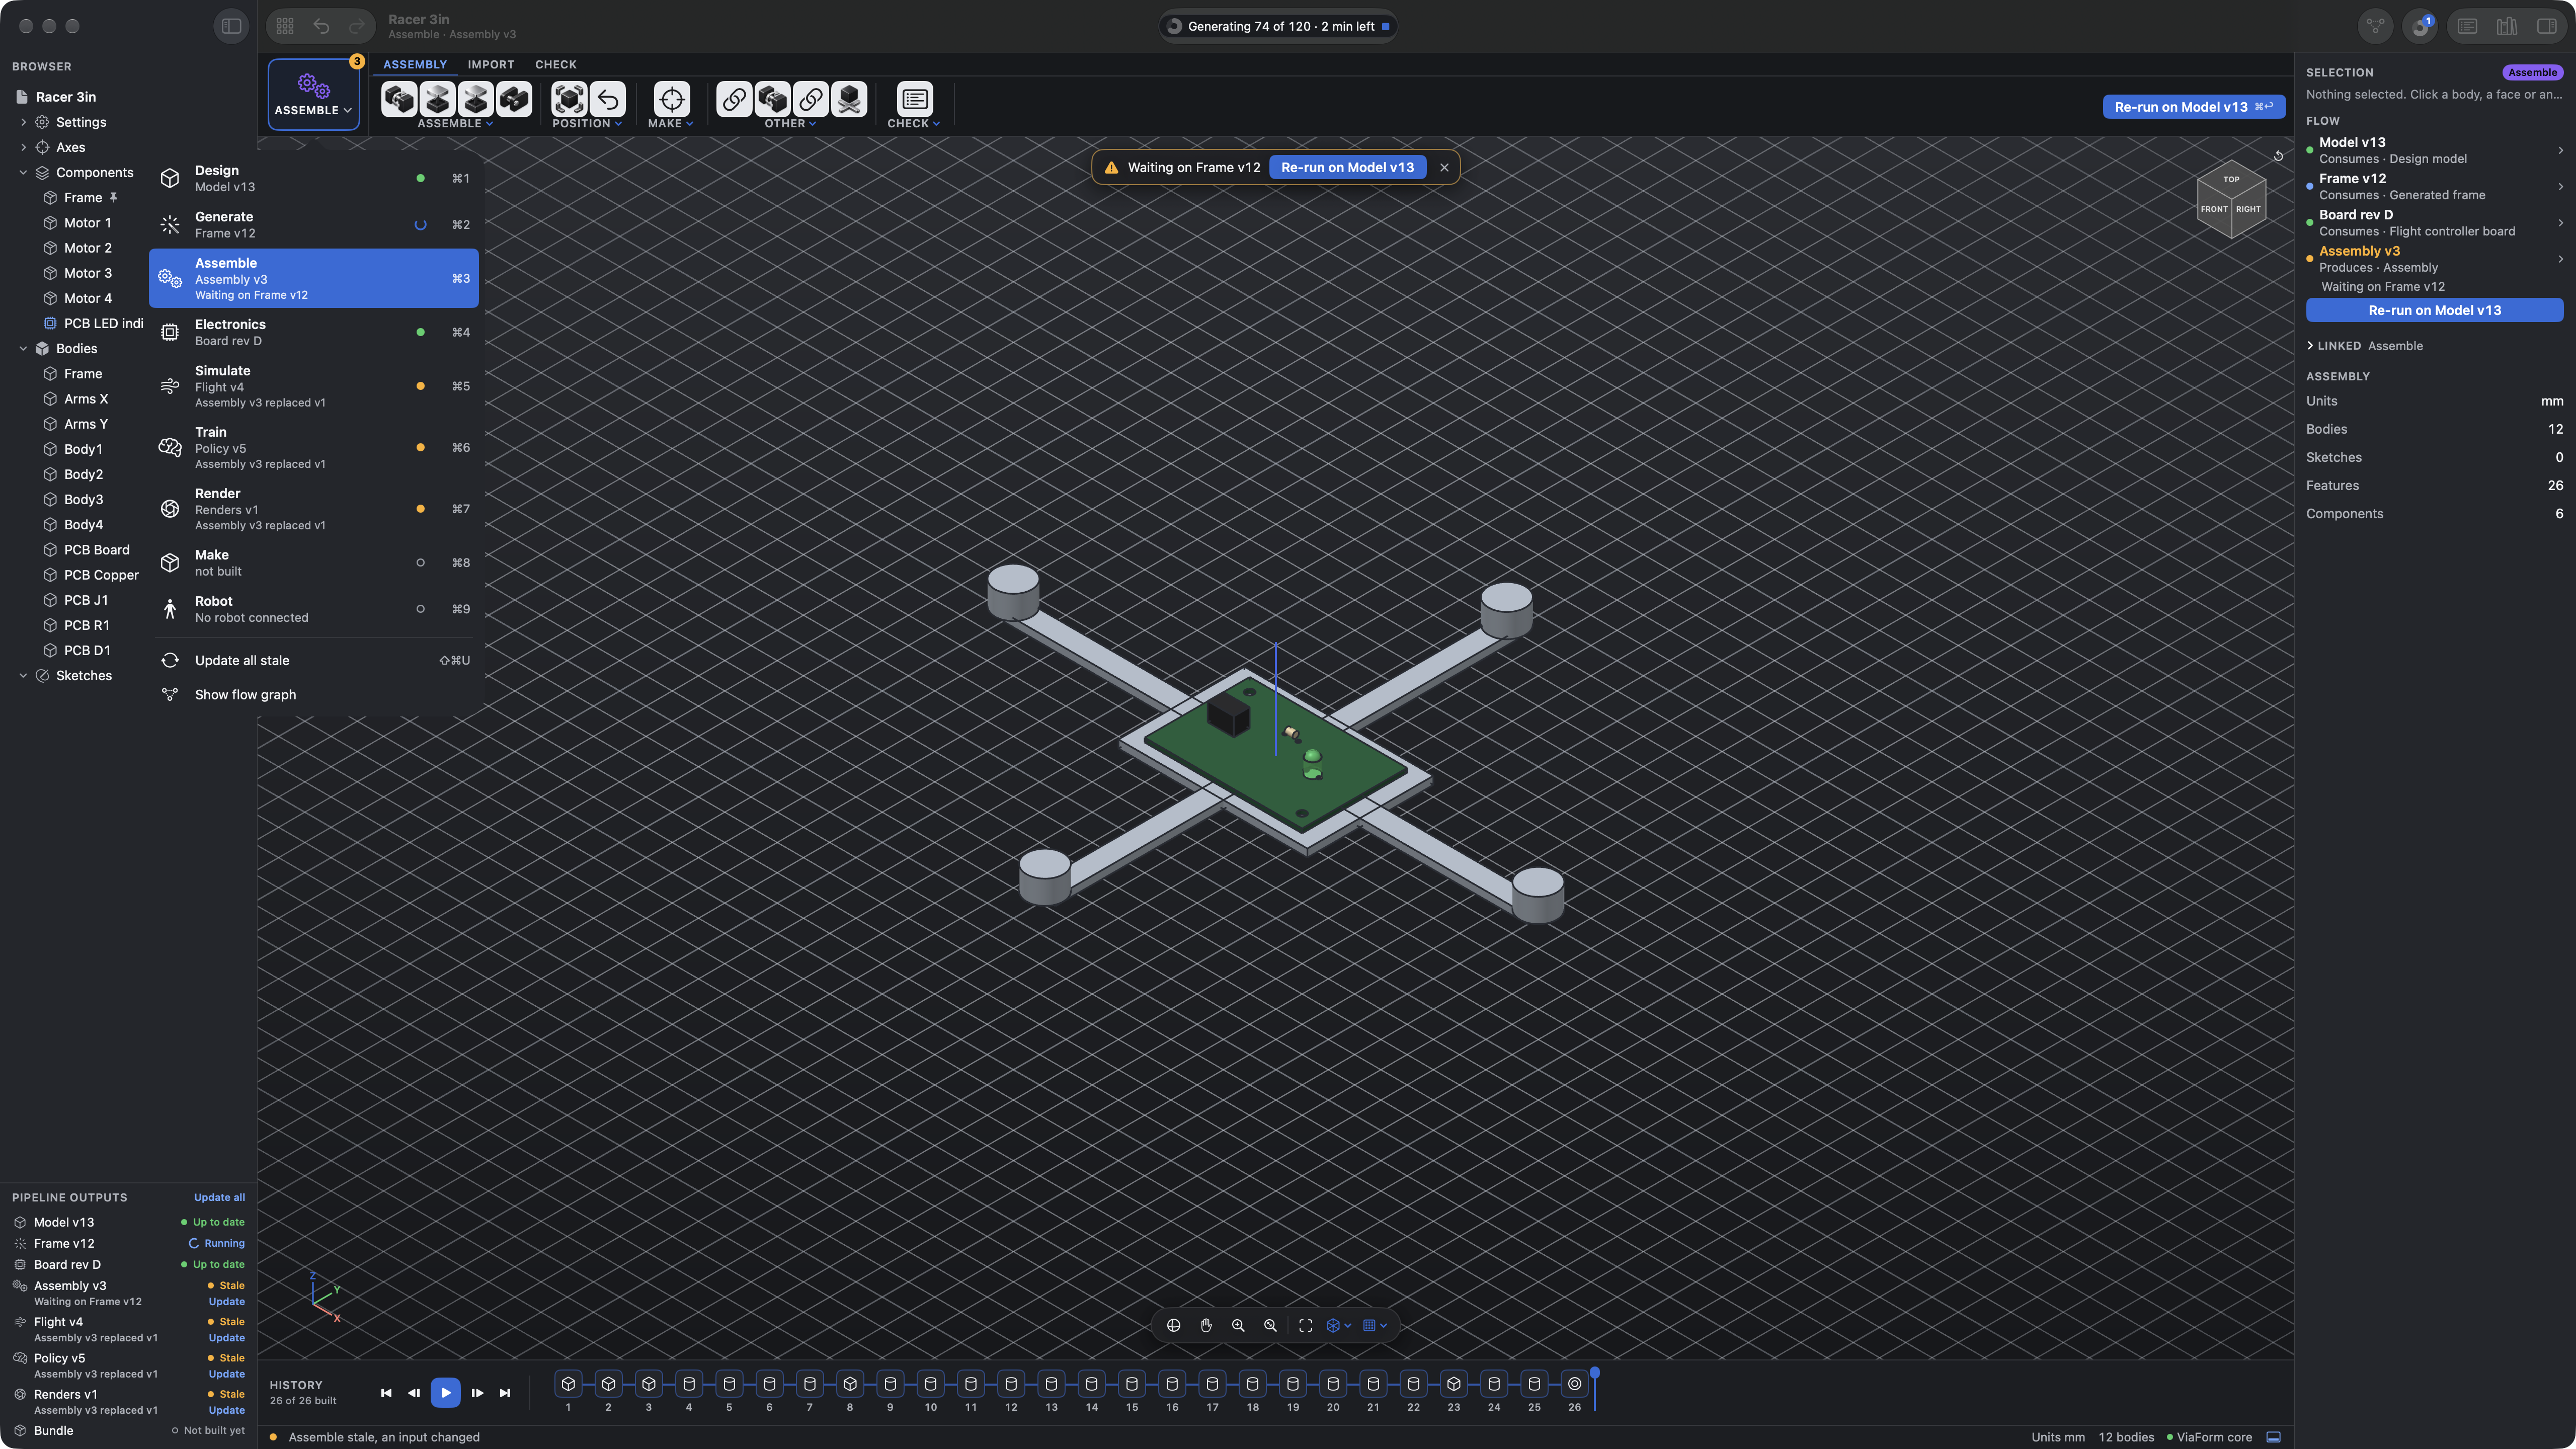 Racer 3in
Assemble · Assembly v3
Generating 74 of 120 · 2 min left
1
BROWSER
Racer 3in
Settings
Axes
Components
Frame
Motor 1
Motor 2
Motor 3
Motor 4
PCB LED indi
Bodies
Frame
Arms X
Arms Y
Body1
Body2
Body3
Body4
PCB Board
PCB Copper
PCB J1
PCB R1
PCB D1
Sketches
3
ASSEMBLE
ASSEMBLY IMPORT CHECK
ASSEMBLE POSITION MAKE OTHER CHECK
Re-run on Model v13 ⌘↩
Design
Model v13
⌘1
Generate
Frame v12
⌘2
Assemble
Assembly v3
Waiting on Frame v12
⌘3
Electronics
Board rev D
⌘4
Simulate
Flight v4
Assembly v3 replaced v1
⌘5
Train
Policy v5
Assembly v3 replaced v1
⌘6
Render
Renders v1
Assembly v3 replaced v1
⌘7
Make
not built
⌘8
Robot
No robot connected
⌘9
Update all stale ⇧⌘U
Show flow graph
Waiting on Frame v12 Re-run on Model v13
TOP
FRONT RIGHT
Z
Y
X
SELECTION Assemble
Nothing selected. Click a body, a face or an…
FLOW
Model v13
Consumes · Design model
Frame v12
Consumes · Generated frame
Board rev D
Consumes · Flight controller board
Assembly v3
Produces · Assembly
Waiting on Frame v12
Re-run on Model v13
LINKED Assemble
ASSEMBLY
Units mm
Bodies 12
Sketches 0
Features 26
Components 6
PIPELINE OUTPUTS Update all
Model v13 Up to date
Frame v12 Running
Board rev D Up to date
Assembly v3 Stale
Waiting on Frame v12 Update
Flight v4 Stale
Assembly v3 replaced v1 Update
Policy v5 Stale
Assembly v3 replaced v1 Update
Renders v1 Stale
Assembly v3 replaced v1 Update
Bundle Not built yet
HISTORY
26 of 26 built
1 2 3 4 5 6 7 8 9 10 11 12 13 14 15 16 17 18 19 20 21 22 23 24 25 26
Assemble stale, an input changed
Units mm 12 bodies ViaForm core